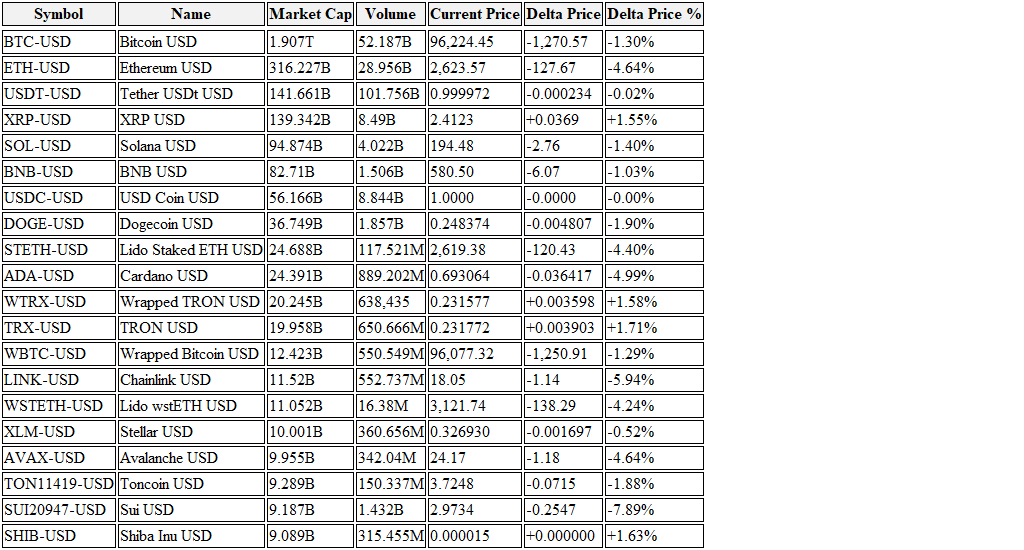 Symbol Name Market Cap Volume Current Price Delta Price Delta Price %
BTC-USD Bitcoin USD 1.907T 52.187B 96,224.45 -1,270.57 -1.30%
ETH-USD Ethereum USD 316.227B 28.956B 2,623.57 -127.67 -4.64%
USDT-USD Tether USDt USD 141.661B 101.756B 0.999972 -0.000234 -0.02%
XRP-USD XRP USD 139.342B 8.49B 2.4123 +0.0369 +1.55%
SOL-USD Solana USD 94.874B 4.022B 194.48 -2.76 -1.40%
BNB-USD BNB USD 82.71B 1.506B 580.50 -6.07 -1.03%
USDC-USD USD Coin USD 56.166B 8.844B 1.0000 -0.0000 -0.00%
DOGE-USD Dogecoin USD 36.749B 1.857B 0.248374 -0.004807 -1.90%
STETH-USD Lido Staked ETH USD 24.688B 117.521M 2,619.38 -120.43 -4.40%
ADA-USD Cardano USD 24.391B 889.202M 0.693064 -0.036417 -4.99%
WTRX-USD Wrapped TRON USD 20.245B 638,435 0.231577 +0.003598 +1.58%
TRX-USD TRON USD 19.958B 650.666M 0.231772 +0.003903 +1.71%
WBTC-USD Wrapped Bitcoin USD 12.423B 550.549M 96,077.32 -1,250.91 -1.29%
LINK-USD Chainlink USD 11.52B 552.737M 18.05 -1.14 -5.94%
WSTETH-USD Lido wstETH USD 11.052B 16.38M 3,121.74 -138.29 -4.24%
XLM-USD Stellar USD 10.001B 360.656M 0.326930 -0.001697 -0.52%
AVAX-USD Avalanche USD 9.955B 342.04M 24.17 -1.18 -4.64%
TON11419-USD Toncoin USD 9.289B 150.337M 3.7248 -0.0715 -1.88%
SUI20947-USD Sui USD 9.187B 1.432B 2.9734 -0.2547 -7.89%
SHIB-USD Shiba Inu USD 9.089B 315.455M 0.000015 +0.000000 +1.63%